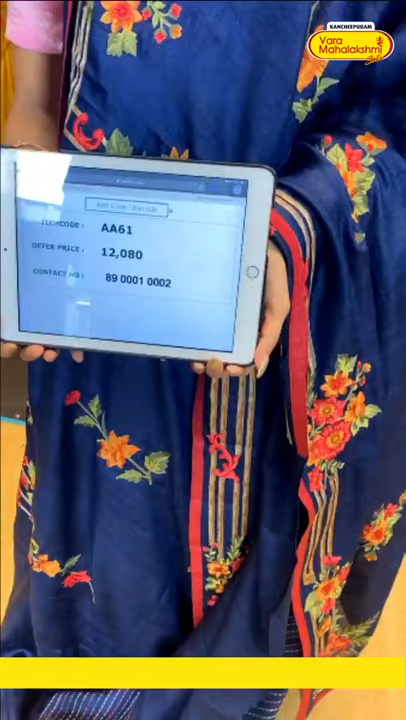 KANCHEEPURAM
Vara
Mahalakshmi
Silks
ITEMCODE : AA61
OFFER PRICE : 12,080
CONTACT NO : 89 0001 0002